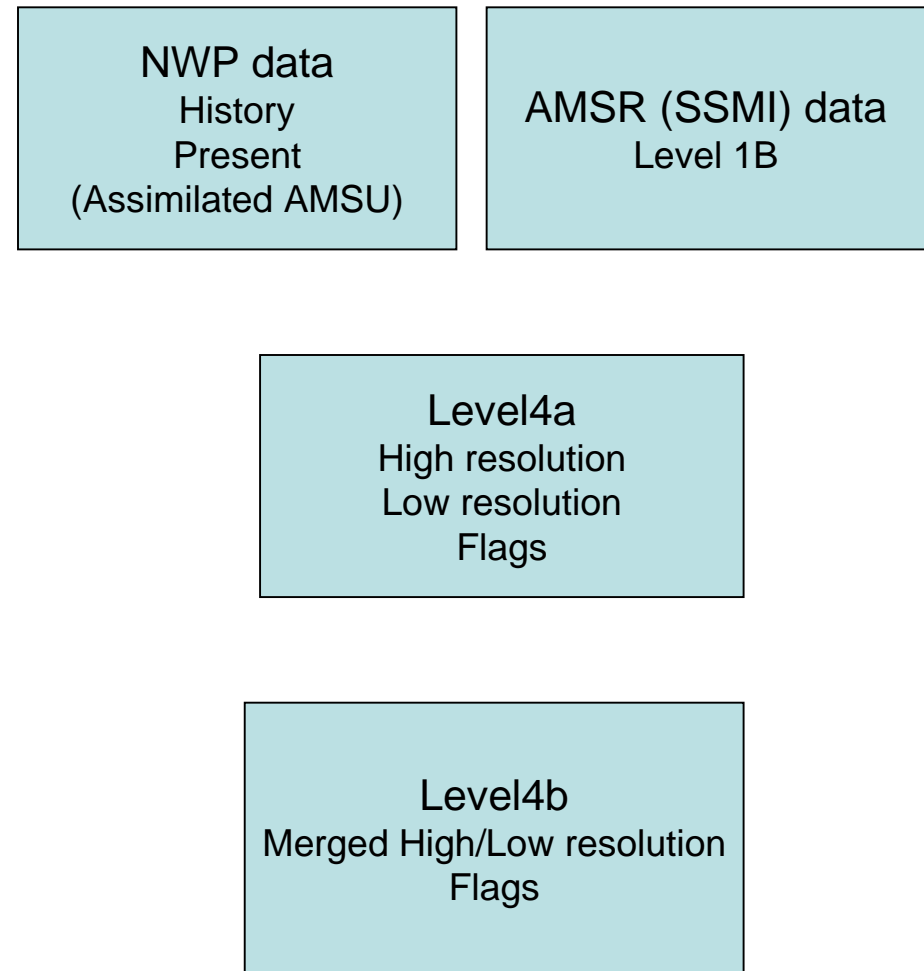 NWP data
History
Present
(Assimilated AMSU)
AMSR (SSMI) data
Level 1B
Level4a
High resolution
Low resolution
Flags
Level4b
Merged High/Low resolution
Flags